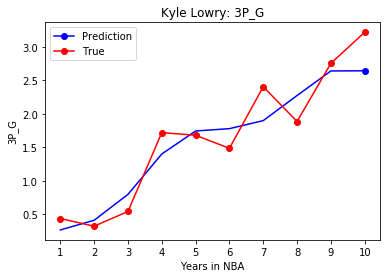 Kyle Lowry: 3P_G
Prediction
True
3P_G
3.0
2.5
2.0
1.5
1.0
0.5
1 2 3 4 5 6 7 8 9 10
Years in NBA